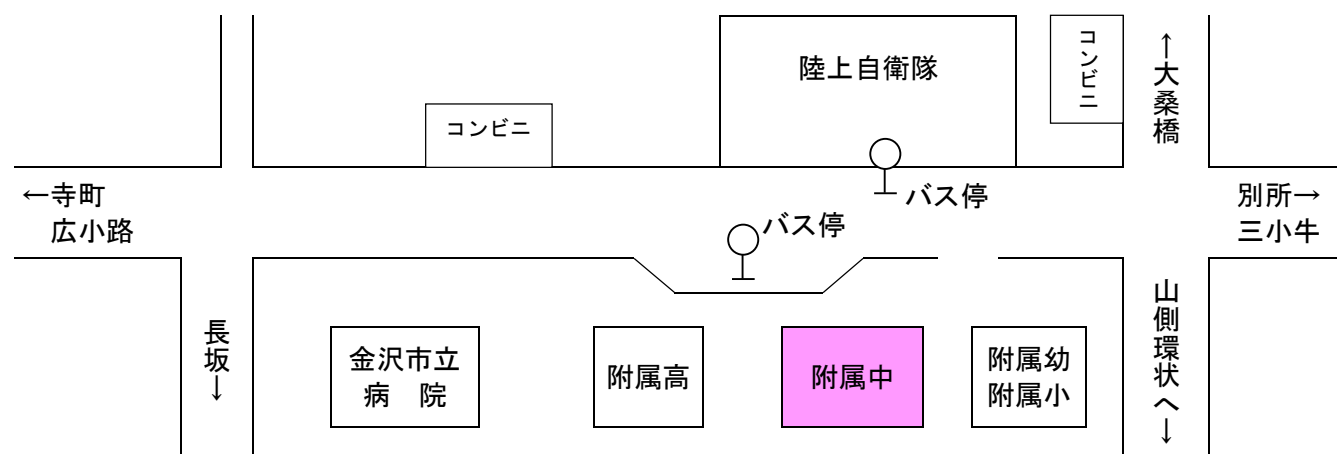 陸上自衛隊
コンビニ
↑大桑橋
コンビニ
←寺町
広小路
バス停
別所→
三小牛
バス停
長坂↓
金沢市立
病　院
附属高
附属中
附属幼
附属小
山側環状へ↓